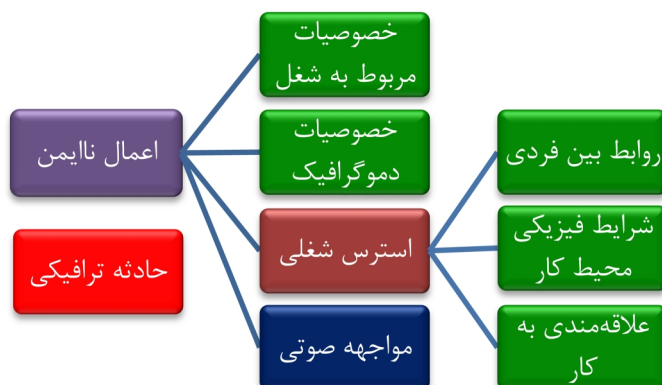 خصوصیات
مربوط به شغل
اعمال ناایمن
خصوصیات
دموگرافیک
روابط بین فردی
استرس شغلی
شرایط فیزیکی
محیط کار
حادثه ترافیکی
مواجهه صوتی
علاقه‌مندی به
کار